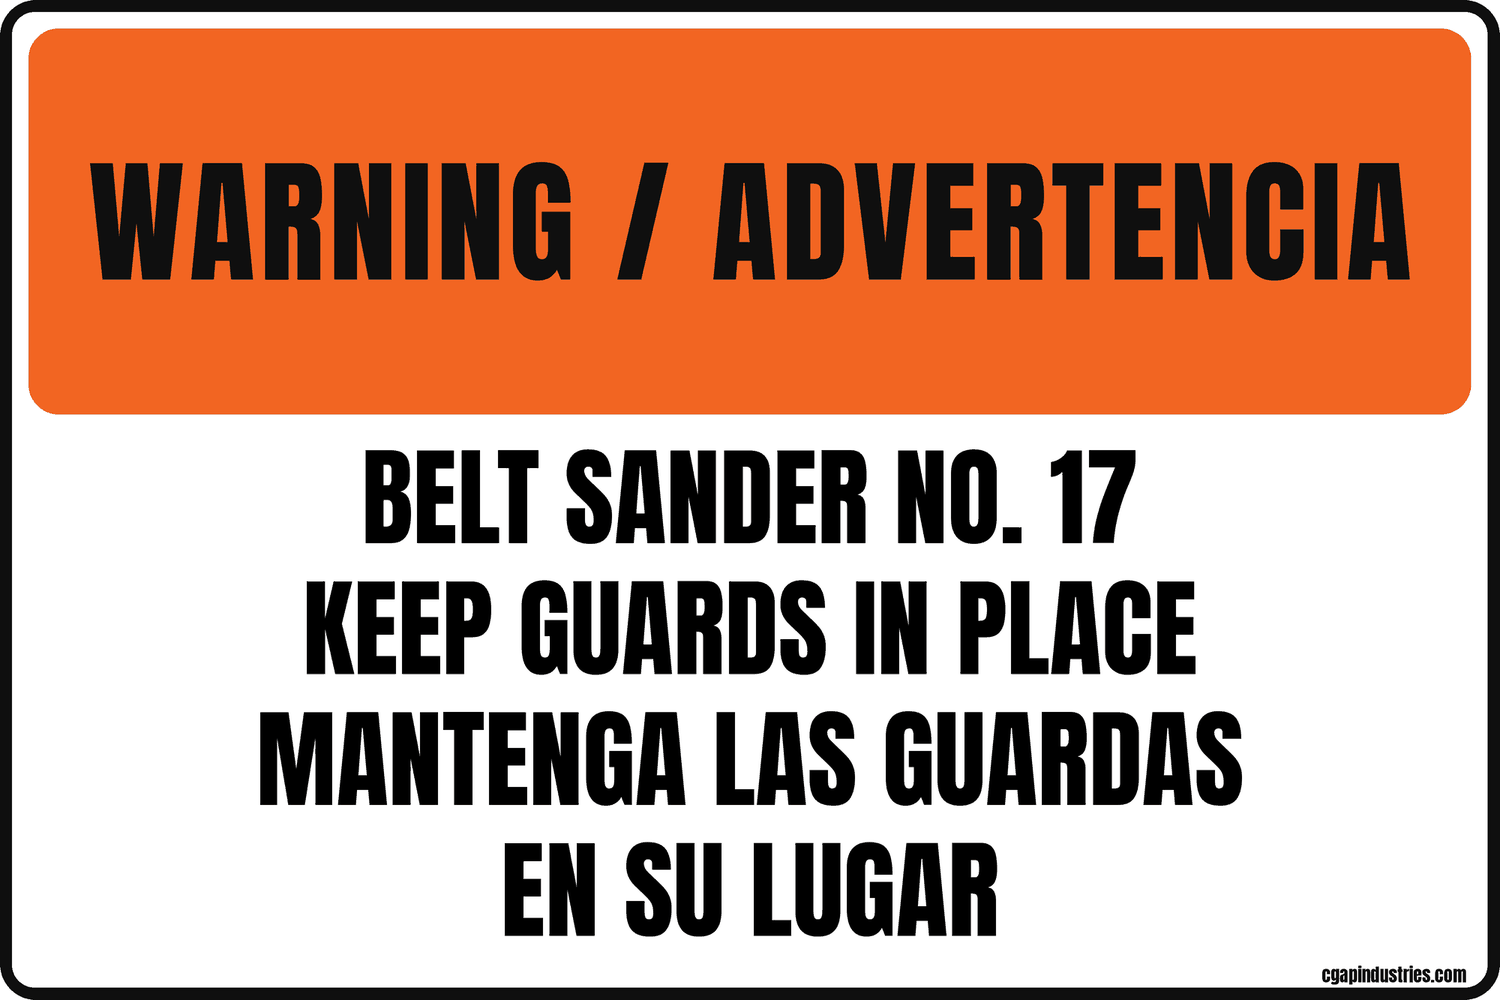 WARNING / ADVERTENCIA
BELT SANDER NO. 17
KEEP GUARDS IN PLACE
MANTENGA LAS GUARDAS
EN SU LUGAR
cgapindustries.com